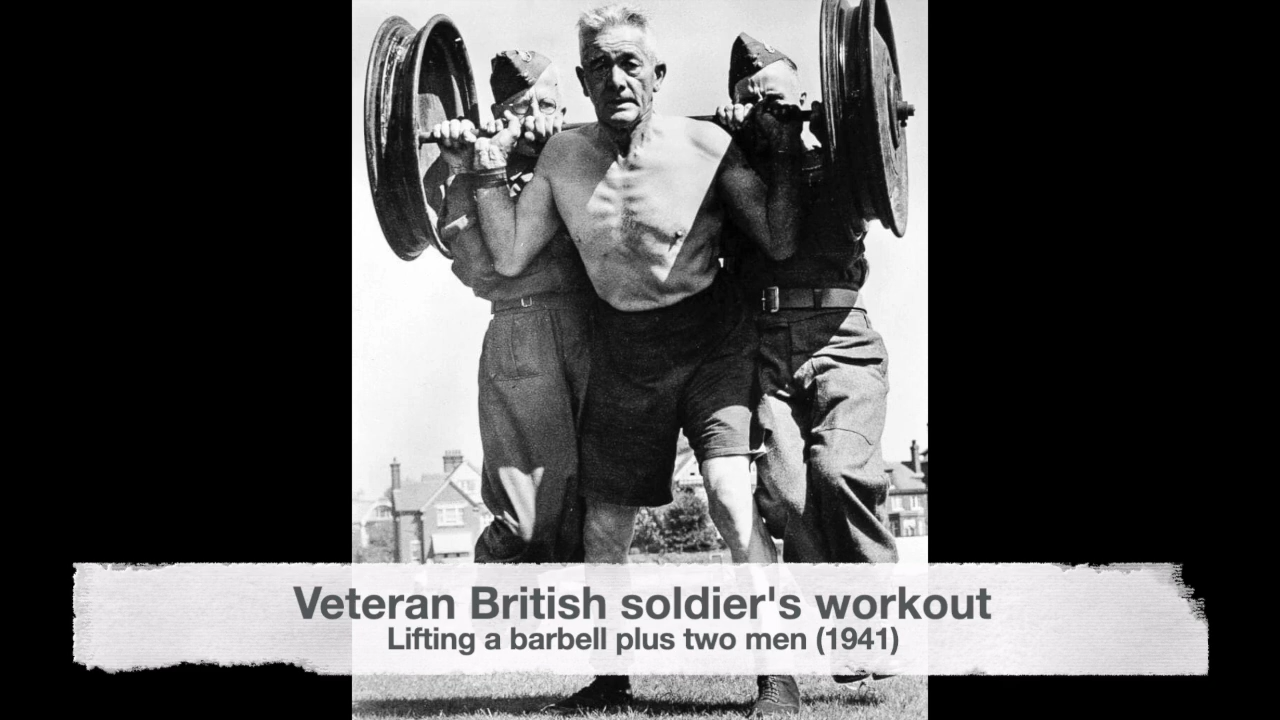 Veteran British soldier's workout
Lifting a barbell plus two men (1941)